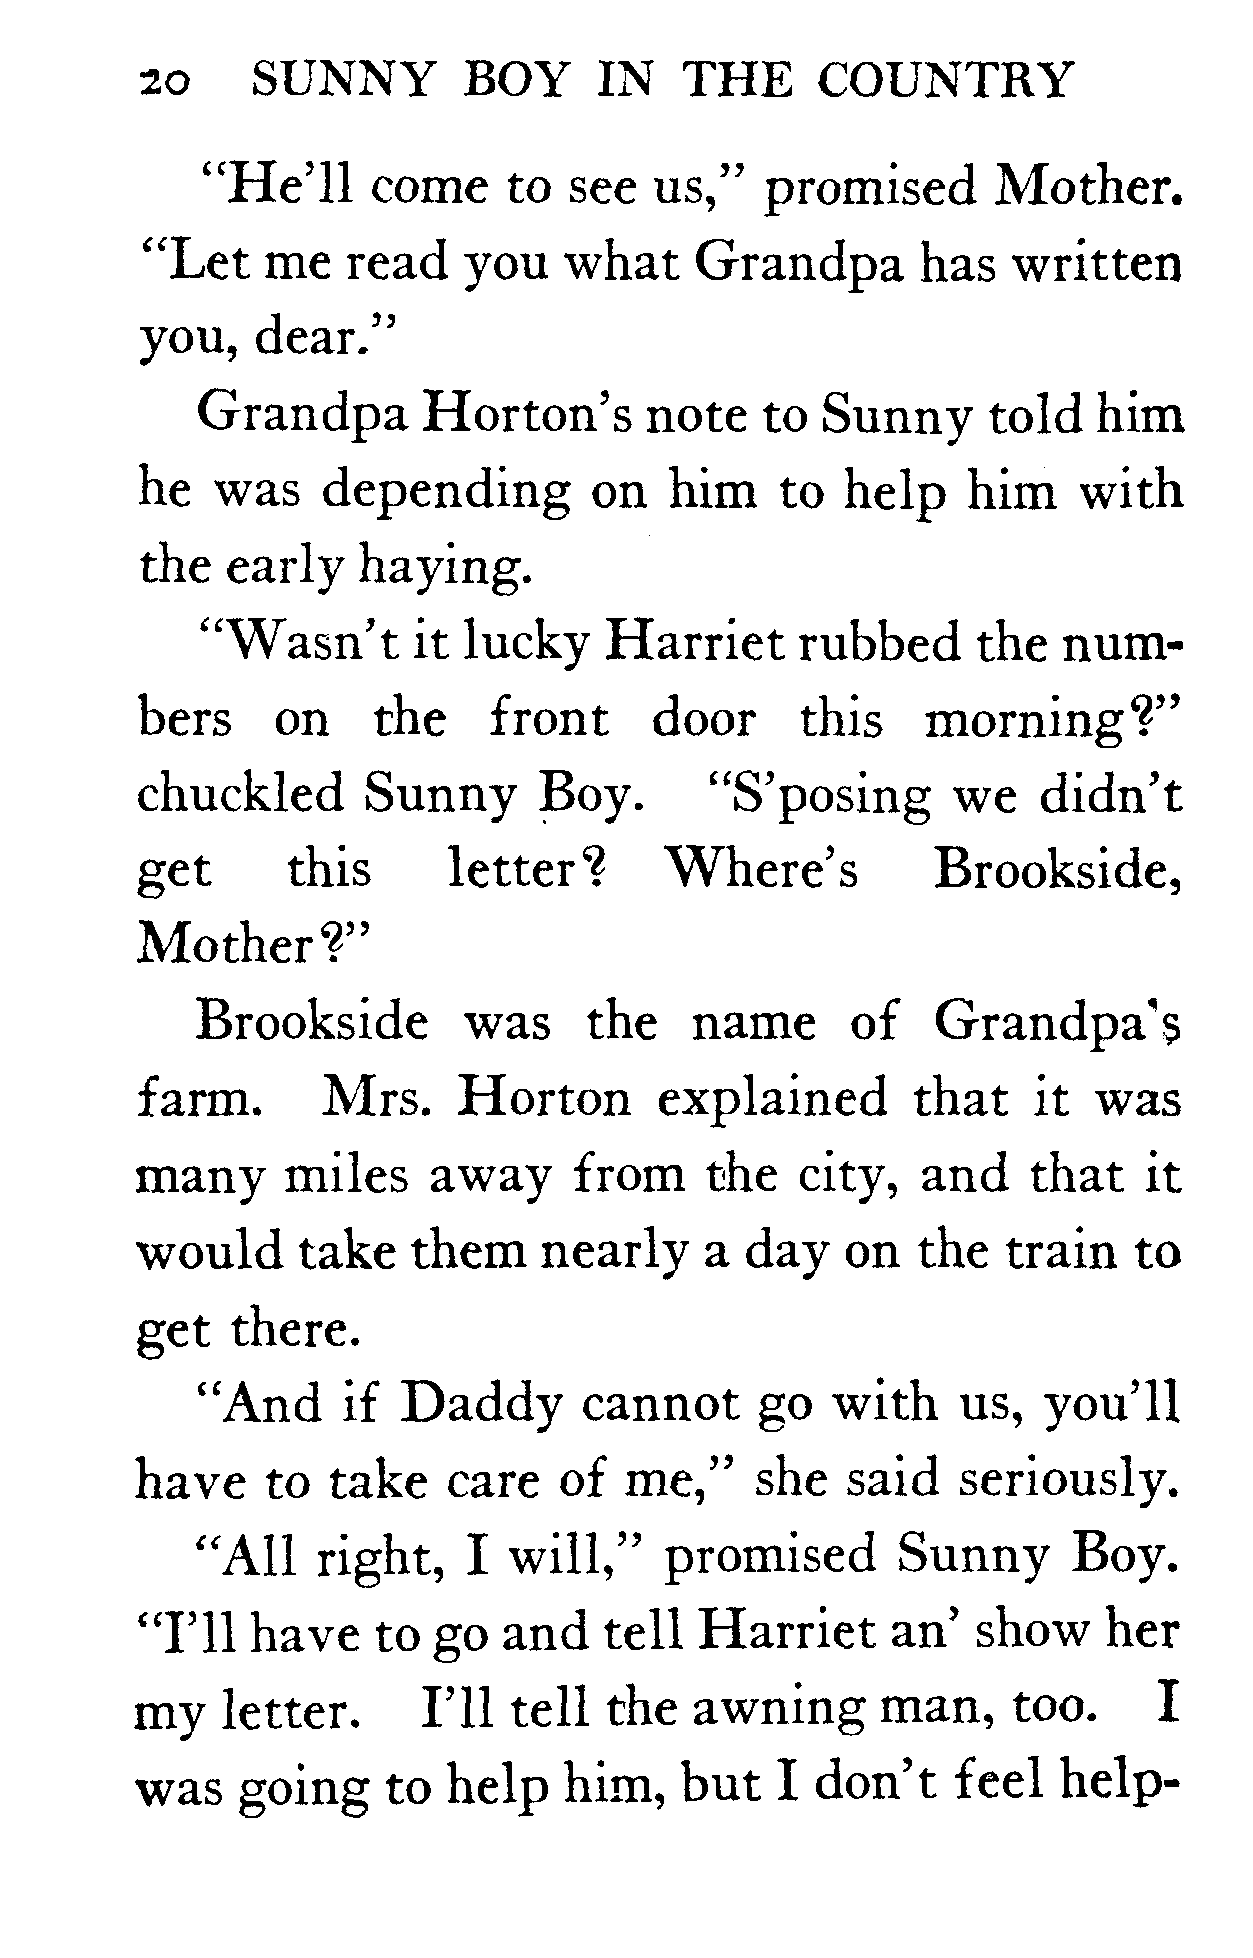 20 SUNNY BOY IN THE COUNTRY
“He’ll come to see us,” promised Mother.
“Let me read you what Grandpa has written
you, dear.”
Grandpa Horton’s note to Sunny told him
he was depending on him to help him with
the early haying.
“Wasn’t it lucky Harriet rubbed the num-
bers on the front door this morning?”
chuckled Sunny Boy. “S’posing we didn’t
get this letter? Where’s Brookside,
Mother?”
Brookside was the name of Grandpa’s
farm. Mrs. Horton explained that it was
many miles away from the city, and that it
would take them nearly a day on the train to
get there.
“And if Daddy cannot go with us, you’ll
have to take care of me,” she said seriously.
“All right, I will,” promised Sunny Boy.
“I’ll have to go and tell Harriet an’ show her
my letter. I’ll tell the awning man, too. I
was going to help him, but I don’t feel help-